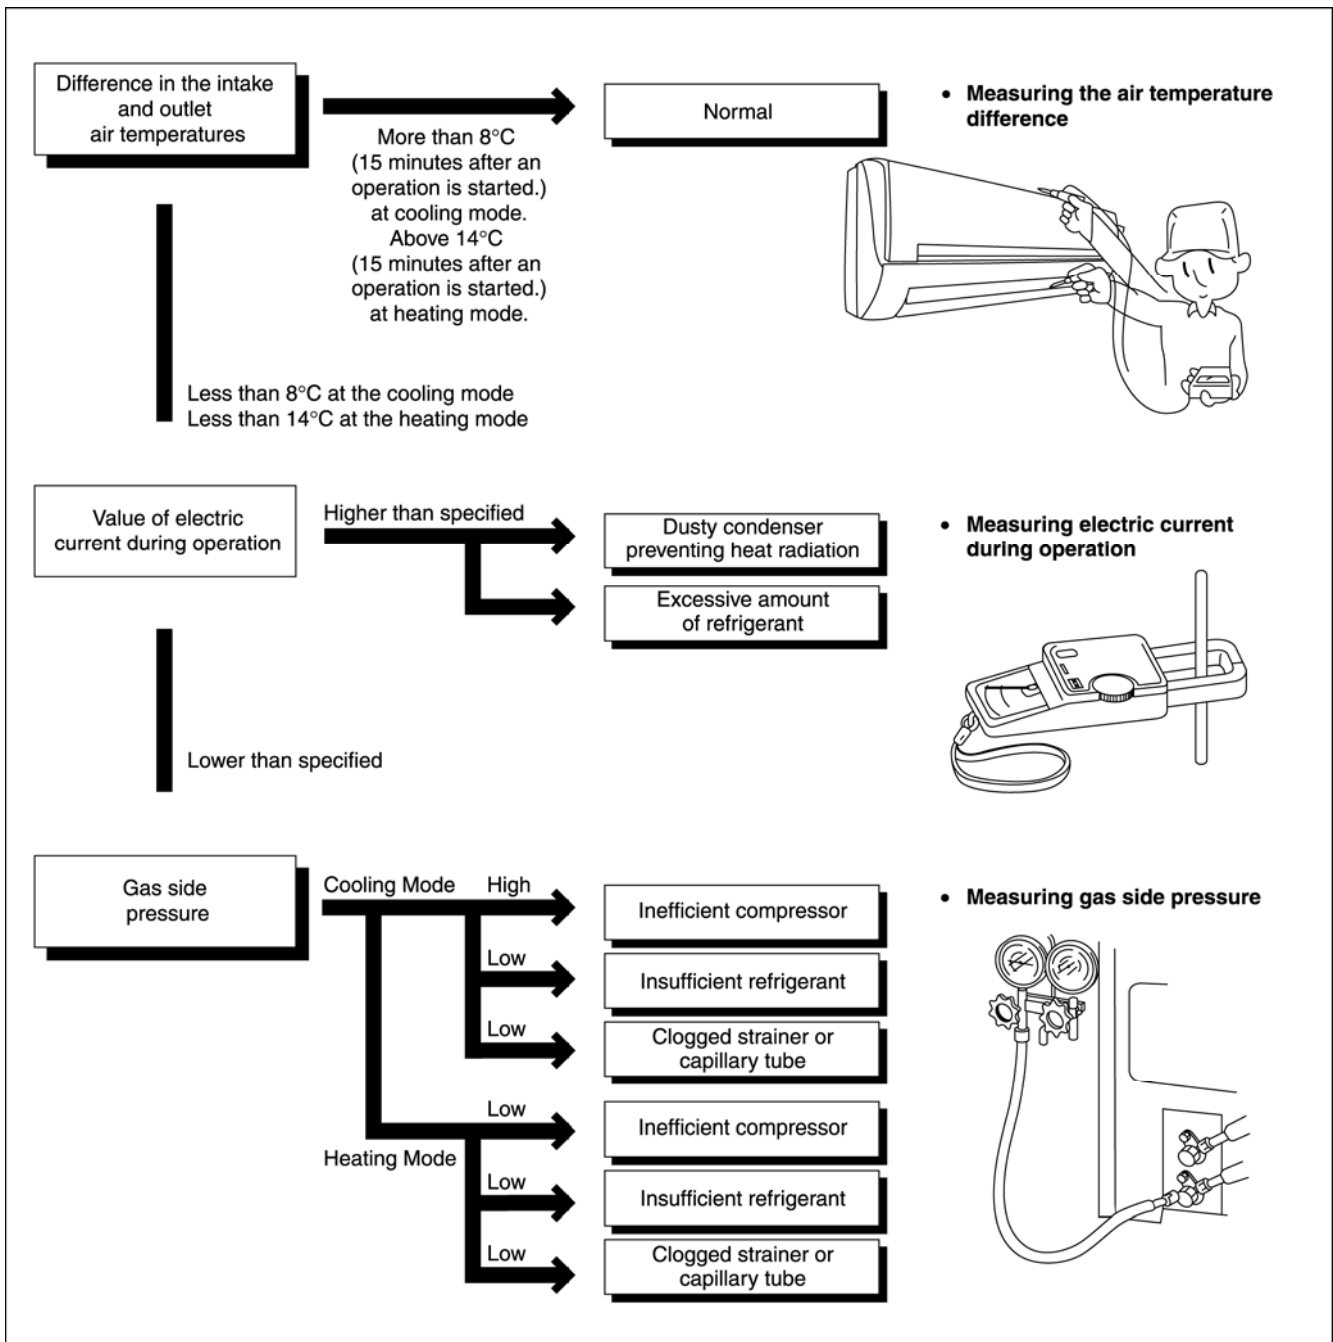 Difference in the intake
and outlet
air temperatures
More than 8°C
(15 minutes after an
operation is started.)
at cooling mode.
Above 14°C
(15 minutes after an
operation is started.)
at heating mode.
Normal
• Measuring the air temperature
difference
Less than 8°C at the cooling mode
Less than 14°C at the heating mode
Value of electric
current during operation
Higher than specified
Dusty condenser
preventing heat radiation
Excessive amount
of refrigerant
• Measuring electric current
during operation
Lower than specified
Gas side
pressure
Cooling Mode
High
Inefficient compressor
Low
Insufficient refrigerant
Low
Clogged strainer or
capillary tube
Heating Mode
Low
Inefficient compressor
Low
Insufficient refrigerant
Low
Clogged strainer or
capillary tube
• Measuring gas side pressure